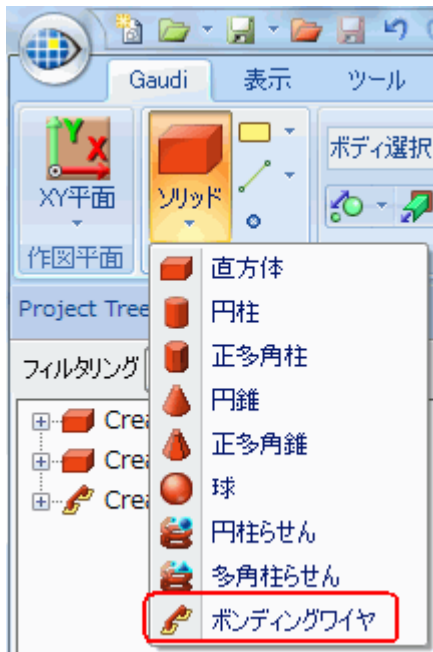 Gaudi 表示 ツール
XY平面
ソリッド
ボディ選択
作図平面
Project Tree
フィルタリング
直方体
円柱
正多角柱
円錐
正多角錐
球
円柱らせん
多角柱らせん
ボンディングワイヤ
Crea
Crea
Crea